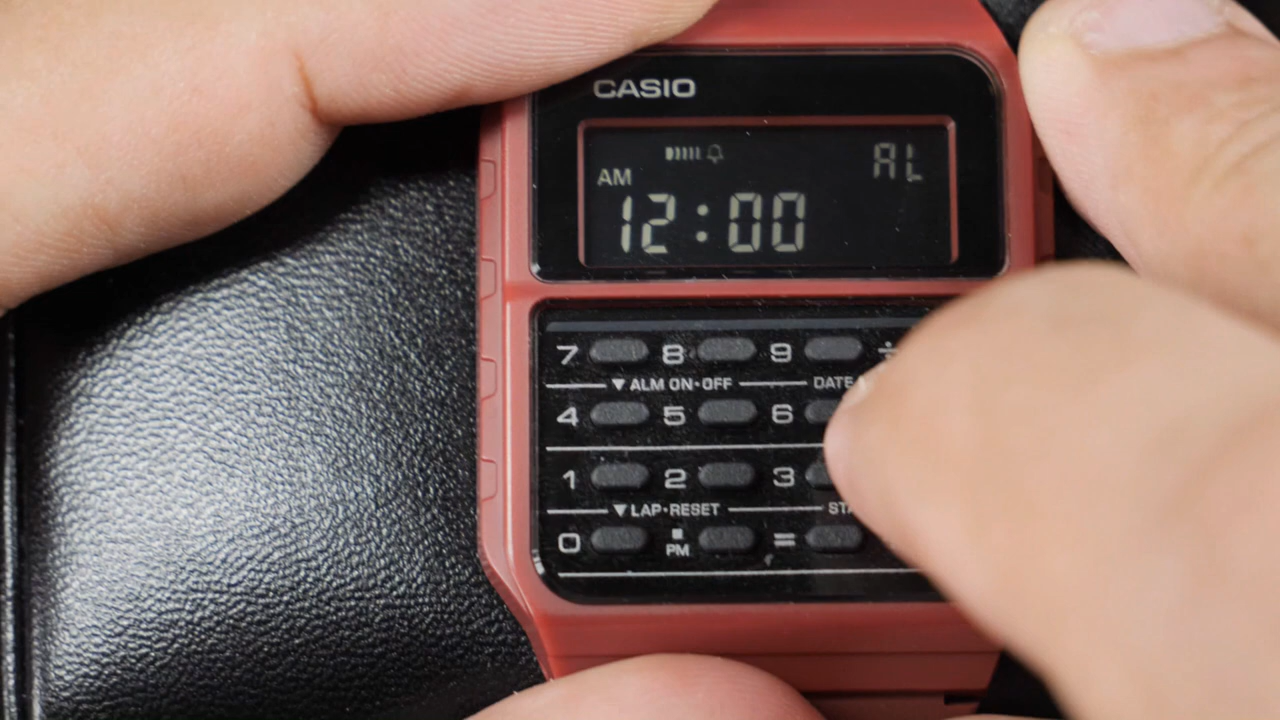 CASIO
AL
AM
12:00
7 8 9 ÷
▼ ALM ON•OFF DATE
4 5 6
1 2 3
▼ LAP•RESET
0 ■ =
PM